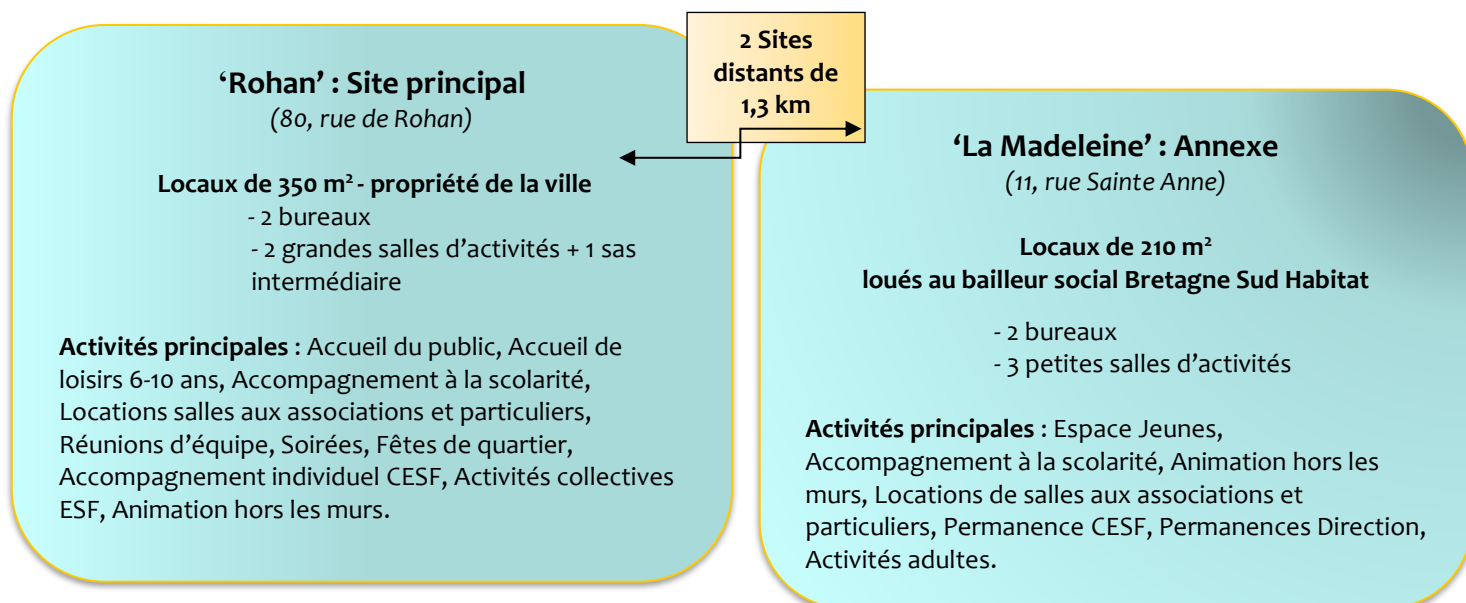 ‘Rohan’ : Site principal
(80, rue de Rohan)
Locaux de 350 m² - propriété de la ville
- 2 bureaux
- 2 grandes salles d’activités + 1 sas
intermédiaire
Activités principales : Accueil du public, Accueil de
loisirs 6-10 ans, Accompagnement à la scolarité,
Locations salles aux associations et particuliers,
Réunions d’équipe, Soirées, Fêtes de quartier,
Accompagnement individuel CESF, Activités collectives
ESF, Animation hors les murs.
2 Sites
distants de
1,3 km
‘La Madeleine’ : Annexe
(11, rue Sainte Anne)
Locaux de 210 m²
loués au bailleur social Bretagne Sud Habitat
- 2 bureaux
- 3 petites salles d’activités
Activités principales : Espace Jeunes,
Accompagnement à la scolarité, Animation hors les
murs, Locations de salles aux associations et
particuliers, Permanence CESF, Permanences Direction,
Activités adultes.